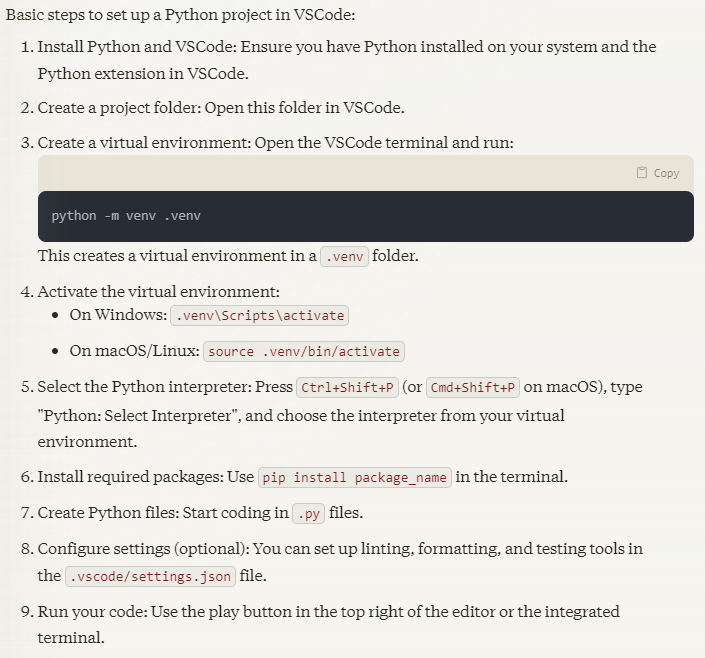 Basic steps to set up a Python project in VSCode:
1. Install Python and VSCode: Ensure you have Python installed on your system and the
Python extension in VSCode.
2. Create a project folder: Open this folder in VSCode.
3. Create a virtual environment: Open the VSCode terminal and run:
Copy
python -m venv .venv
This creates a virtual environment in a .venv folder.
4. Activate the virtual environment:
• On Windows: .venv\Scripts\activate
• On macOS/Linux: source .venv/bin/activate
5. Select the Python interpreter: Press Ctrl+Shift+P (or Cmd+Shift+P on macOS), type
"Python: Select Interpreter", and choose the interpreter from your virtual
environment.
6. Install required packages: Use pip install package_name in the terminal.
7. Create Python files: Start coding in .py files.
8. Configure settings (optional): You can set up linting, formatting, and testing tools in
the .vscode/settings.json file.
9. Run your code: Use the play button in the top right of the editor or the integrated
terminal.